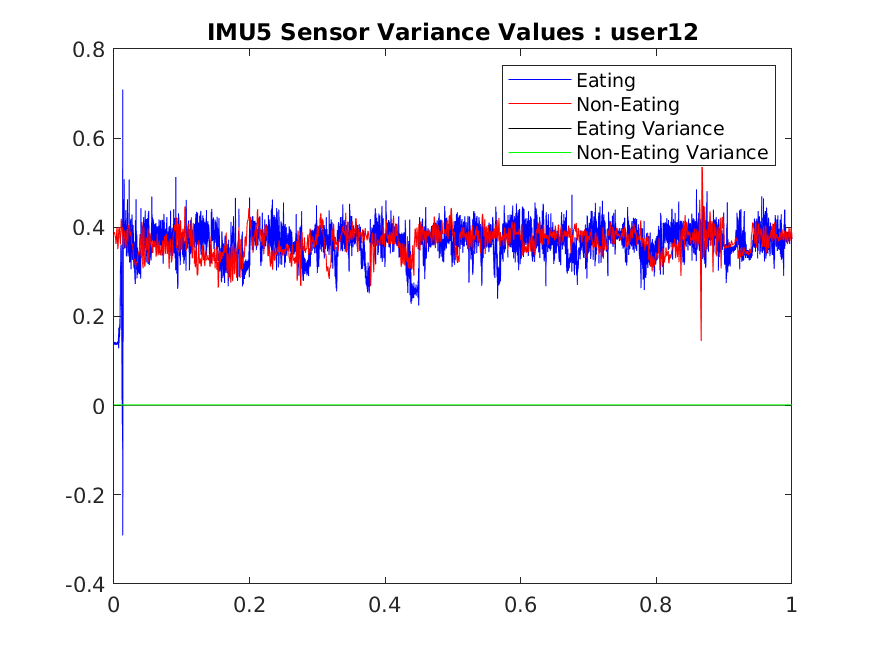 IMU5 Sensor Variance Values : user12
0.8
0.6
0.4
0.2
0
-0.2
-0.4
Eating
Non-Eating
Eating Variance
Non-Eating Variance
0 0.2 0.4 0.6 0.8 1